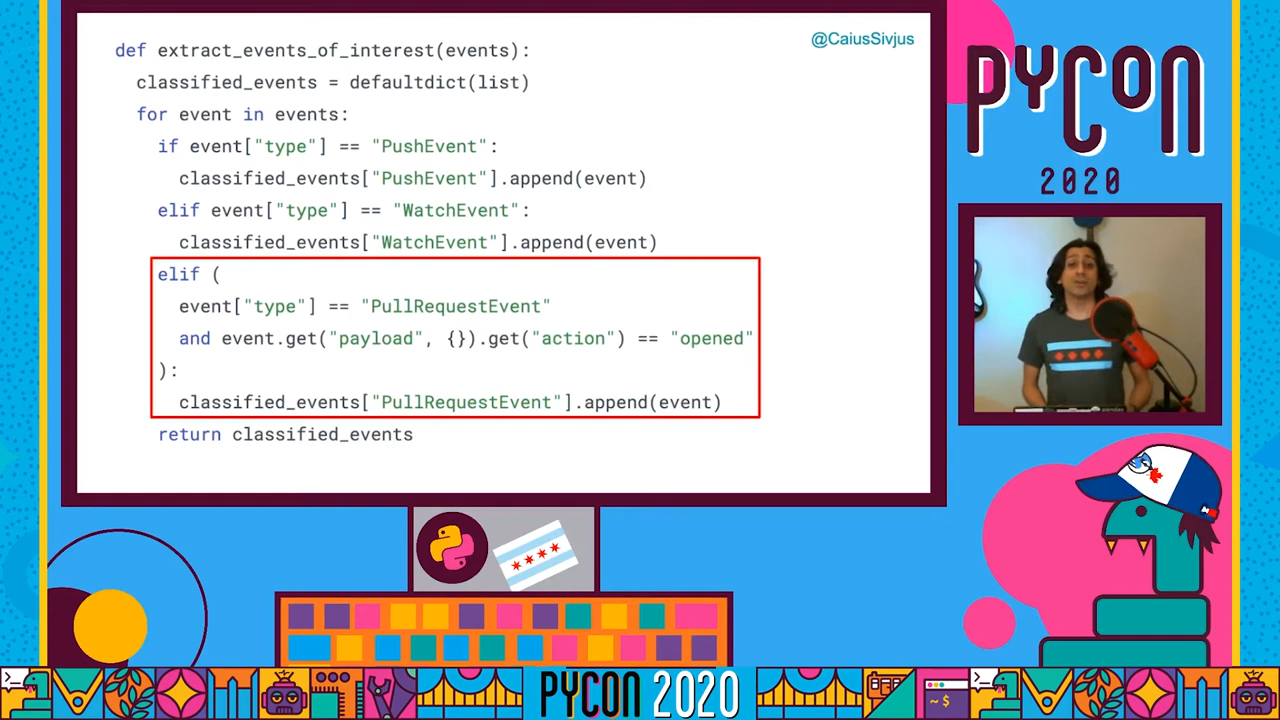 @CaiusSivjus
def extract_events_of_interest(events):
classified_events = defaultdict(list)
for event in events:
if event["type"] == "PushEvent":
classified_events["PushEvent"].append(event)
elif event["type"] == "WatchEvent":
classified_events["WatchEvent"].append(event)
elif (
event["type"] == "PullRequestEvent"
and event.get("payload", {}).get("action") == "opened"
):
classified_events["PullRequestEvent"].append(event)
return classified_events
PYCON
2020
PYCON 2020
>_
~$
>_